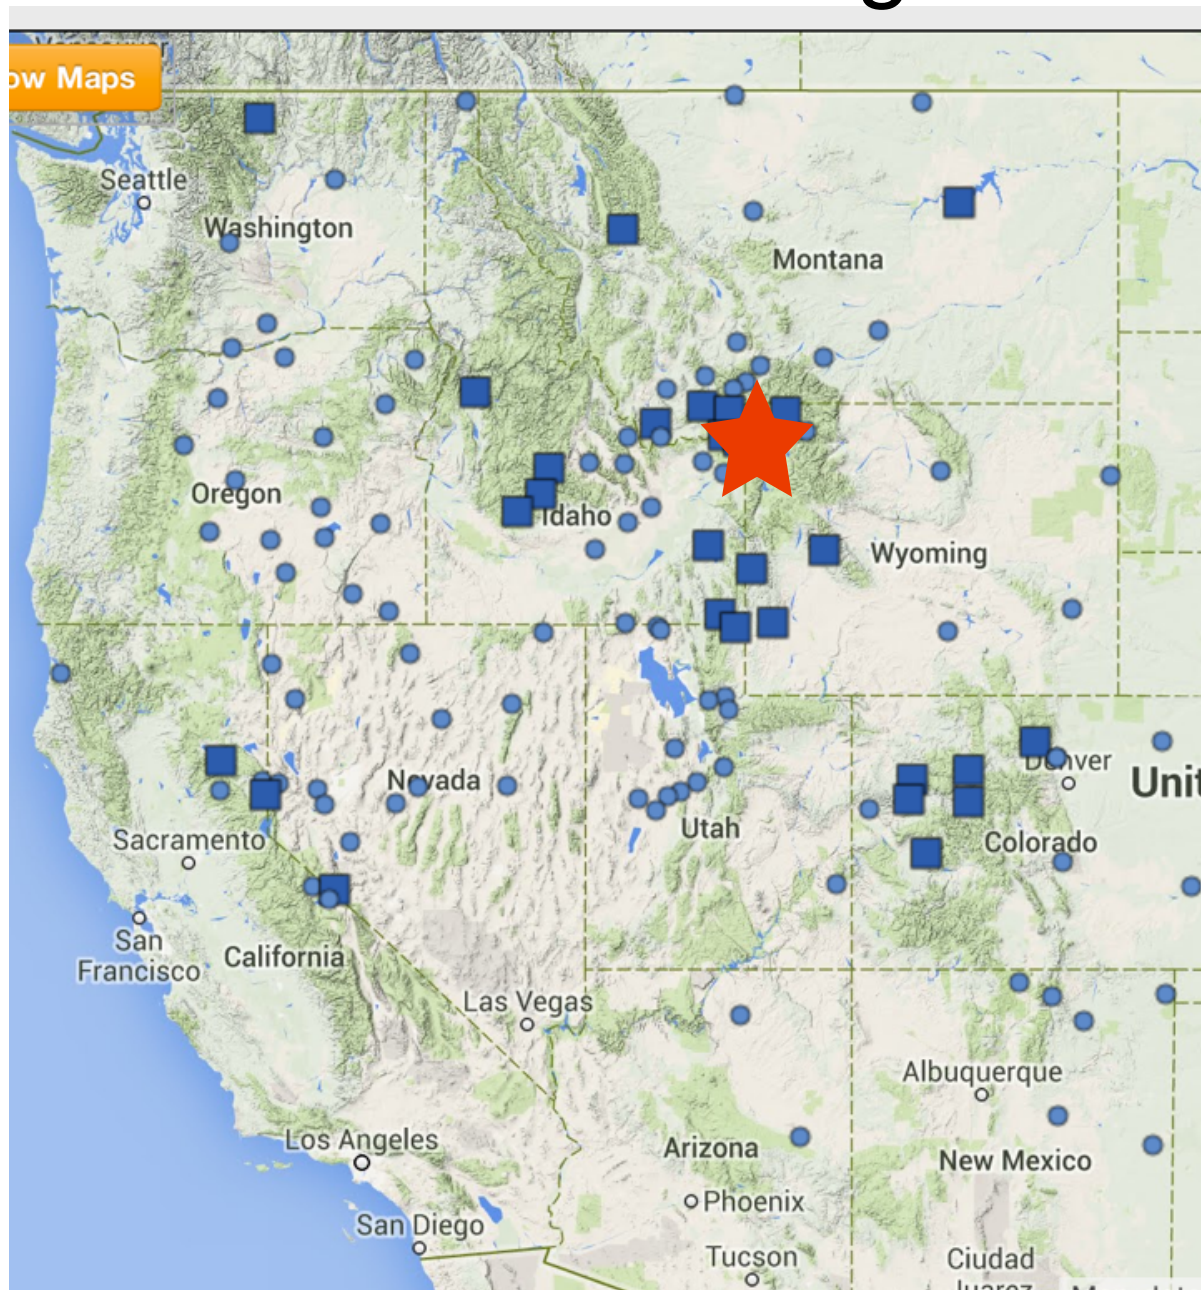 ow Maps
Seattle
Washington
Montana
Oregon
Idaho
Wyoming
Nevada
Utah
Denver
Unit
Colorado
Sacramento
San
Francisco
California
Las Vegas
Albuquerque
Los Angeles
Arizona
New Mexico
Phoenix
San Diego
Tucson
Ciudad
Juarez